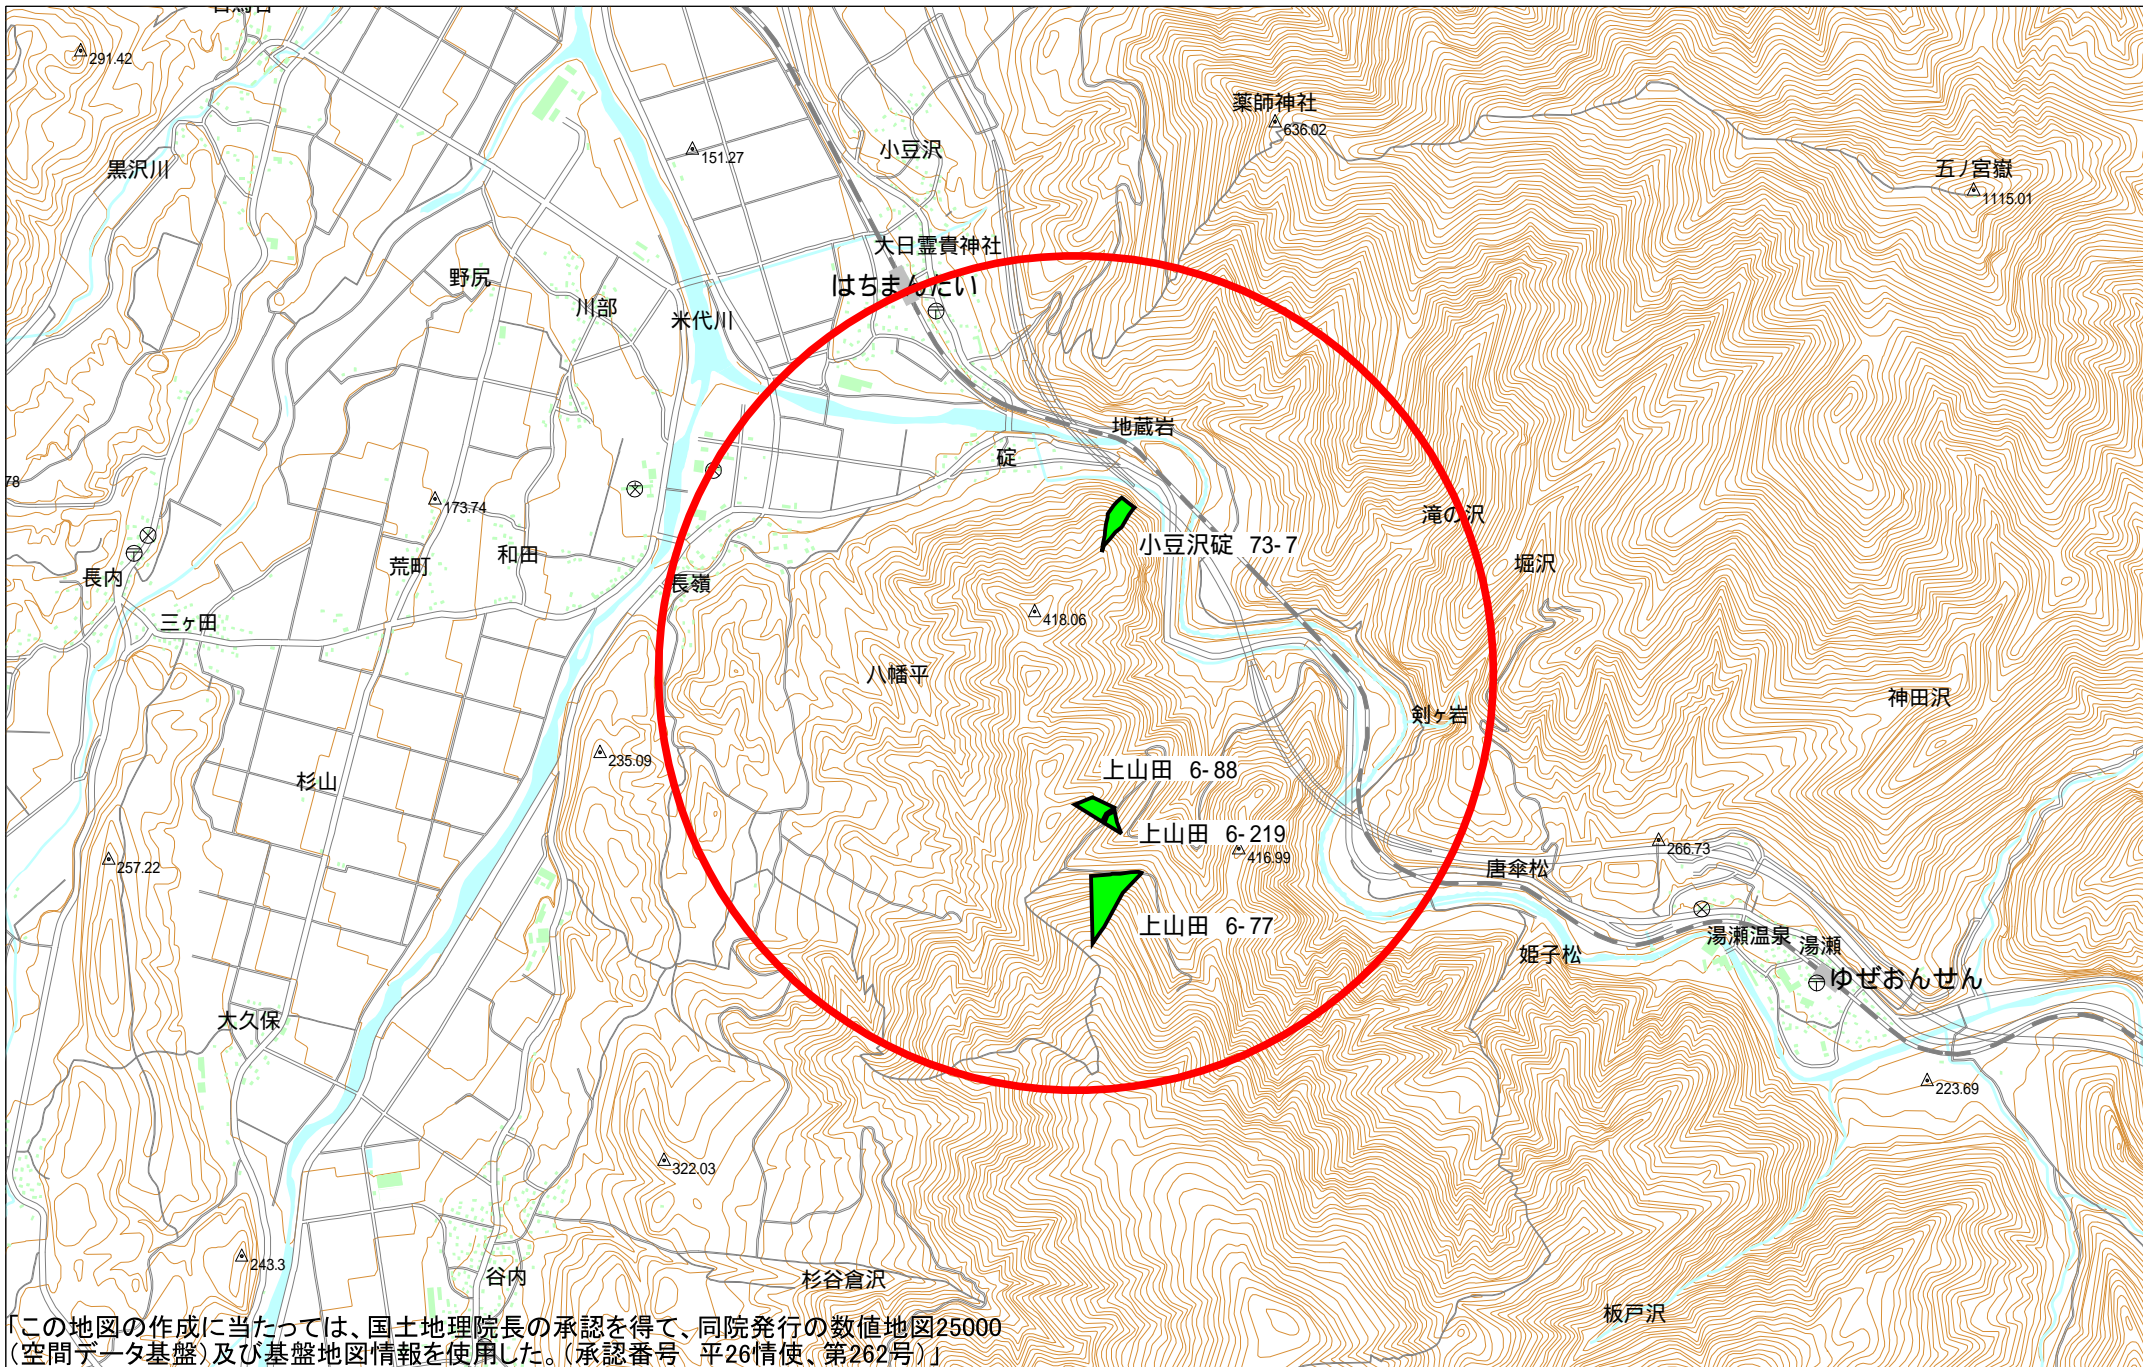 291.42
薬師神社
636.02
151.27
小豆沢
黒沢川
五ノ宮嶽
1115.01
大日霊貴神社
野尻
はちまんたい
川部
米代川
地蔵岩
碇
78
173.74
滝の沢
小豆沢碇 73-7
和田
荒町
堀沢
長内
長嶺
418.06
三ヶ田
八幡平
神田沢
剣ヶ岩
235.09
上山田 6-88
杉山
上山田 6-219
416.99
266.73
257.22
唐傘松
上山田 6-77
湯瀬温泉
湯瀬
姫子松
ゆぜおんせん
大久保
223.69
322.03
243.3
谷内
杉谷倉沢
板戸沢
「この地図の作成に当たっては、国土地理院長の承認を得て、同院発行の数値地図25000
(空間データ基盤)及び基盤地図情報を使用した。(承認番号 平26情使、第262号)」